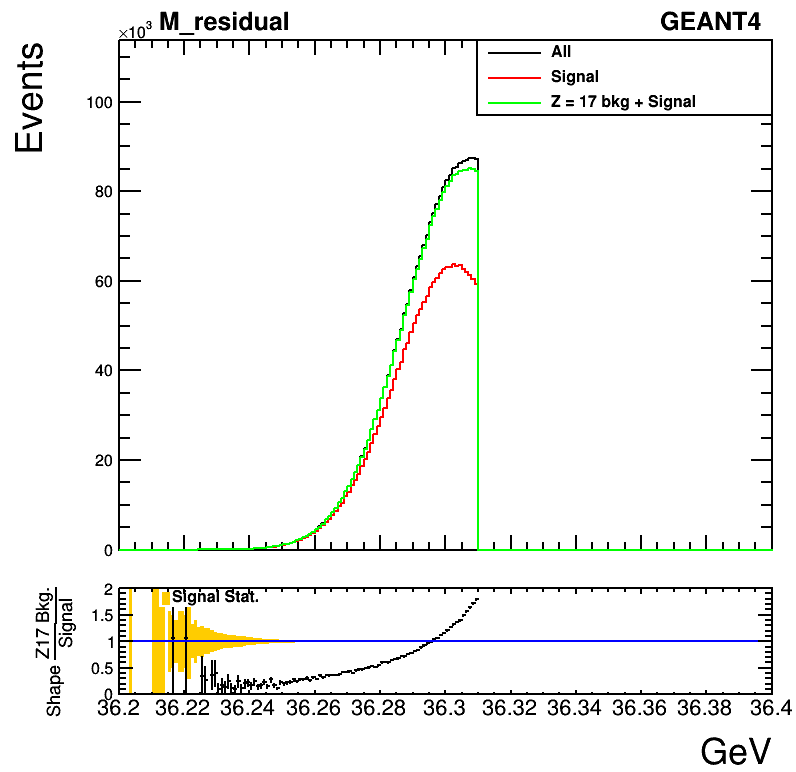 ×10³ M_residual GEANT4
Events
All
Signal
Z = 17 bkg + Signal
100
80
60
40
20
0
Shape Z17 Bkg.
Signal
Signal Stat.
2
1.5
1
0.5
0
36.2 36.22 36.24 36.26 36.28 36.3 36.32 36.34 36.36 36.38 36.4
GeV